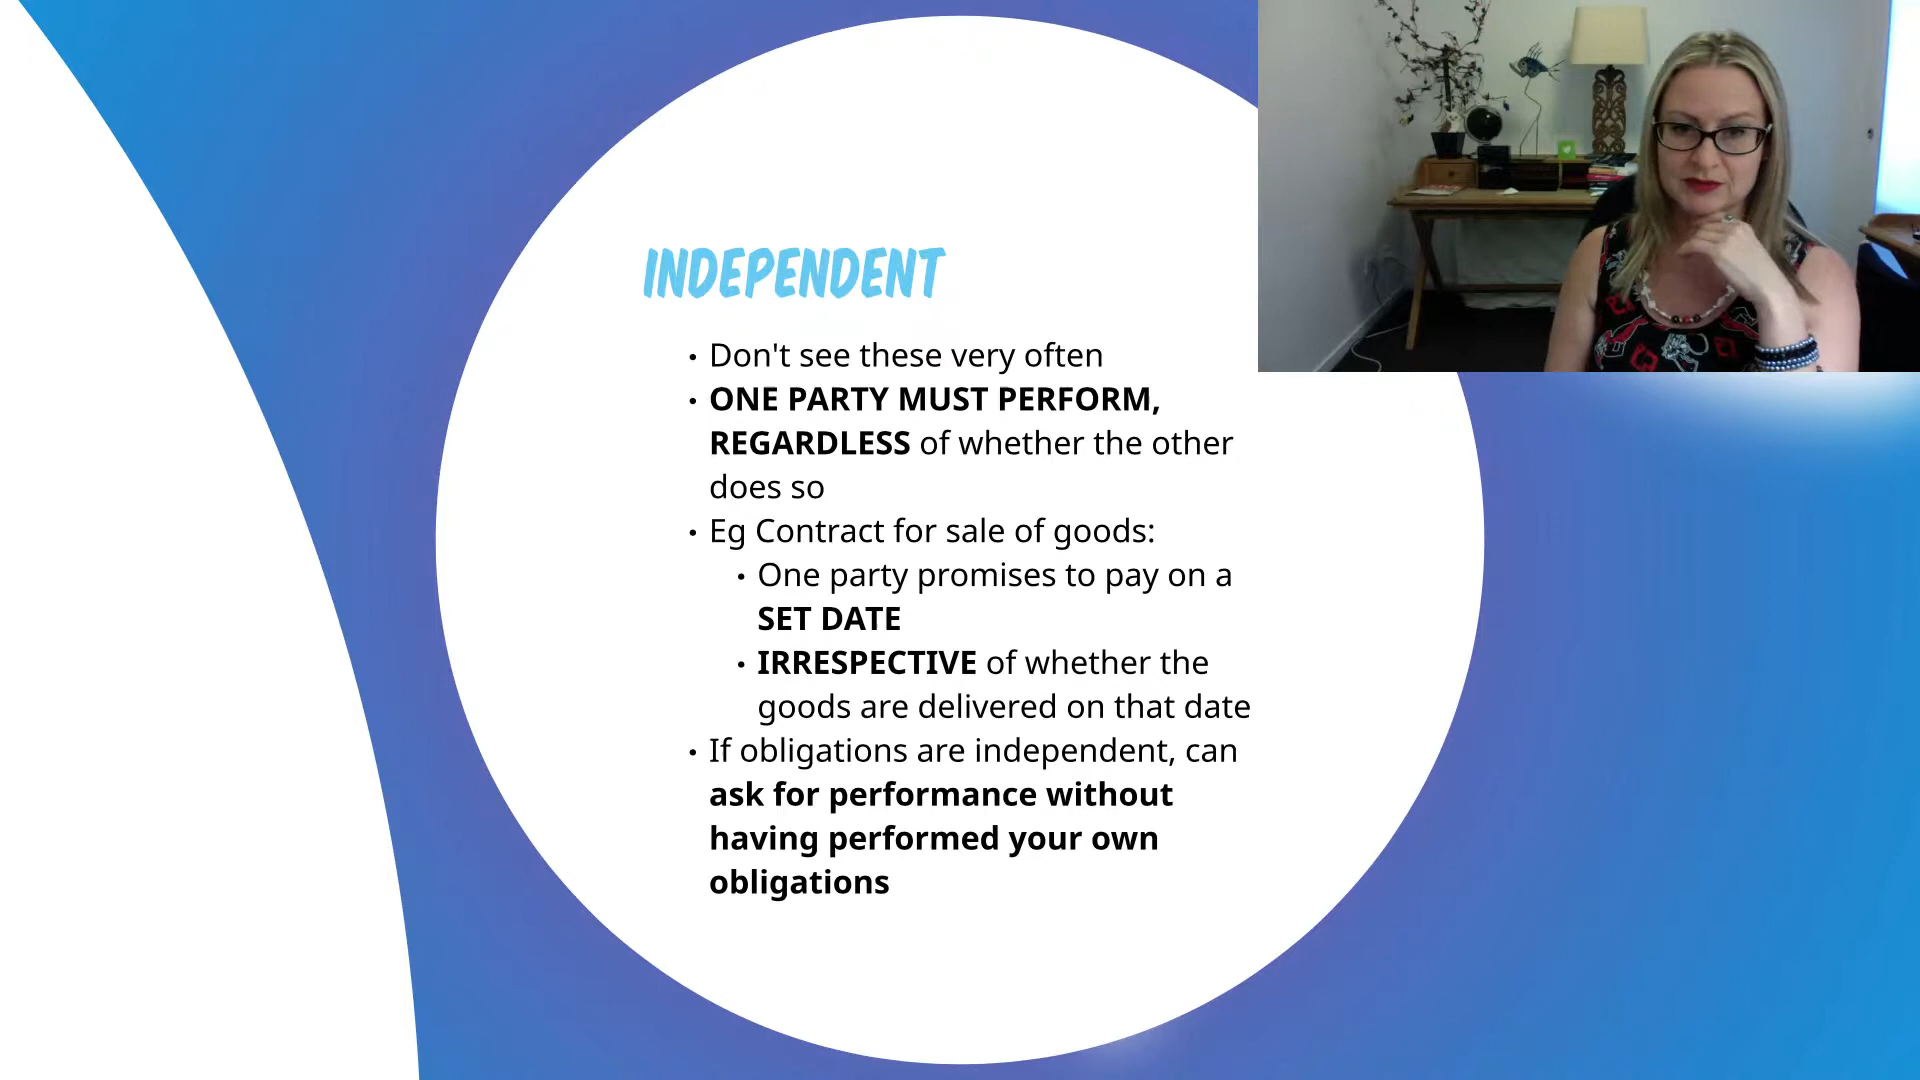 INDEPENDENT
• Don't see these very often
• ONE PARTY MUST PERFORM,
REGARDLESS of whether the other
does so
• Eg Contract for sale of goods:
• One party promises to pay on a
SET DATE
• IRRESPECTIVE of whether the
goods are delivered on that date
• If obligations are independent, can
ask for performance without
having performed your own
obligations